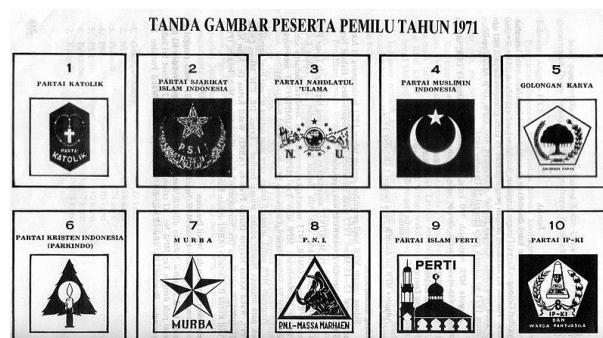 TANDA GAMBAR PESERTA PEMILU TAHUN 1971
1
PARTAI KATOLIK
PARTAI
KATOLIK
2
PARTAI SJARIKAT
ISLAM INDONESIA
P.S.I.I
3
PARTAI NAHDLATUL
'ULAMA
N. U.
4
PARTAI MUSLIMIN
INDONESIA
5
GOLONGAN KARYA
GOLONGAN KARYA
6
PARTAI KRISTEN INDONESIA
(PARKINDO)
7
MURBA
MURBA
8
P.N.I.
P.N.I.-MASSA MARHAEN
9
PARTAI ISLAM PERTI
PERTI
10
PARTAI IP-KI
IP-KI
DAN
WARGA PANTJASILA